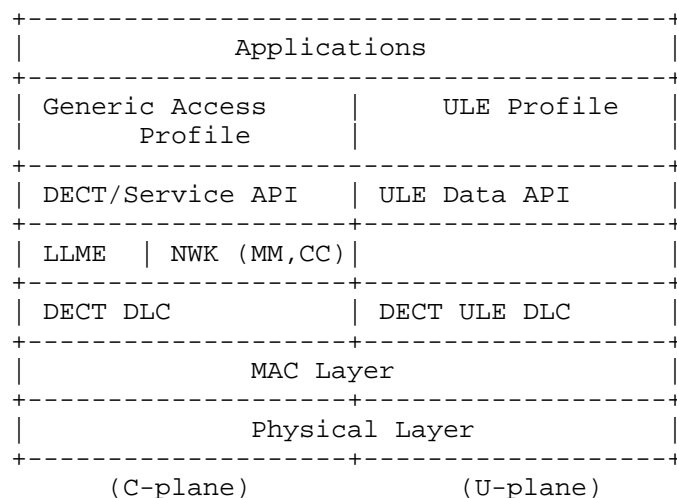 Applications
Generic Access | ULE Profile
Profile |
DECT/Service API | ULE Data API
LLME | NWK (MM,CC)|
DECT DLC | DECT ULE DLC
MAC Layer
Physical Layer
(C-plane) (U-plane)